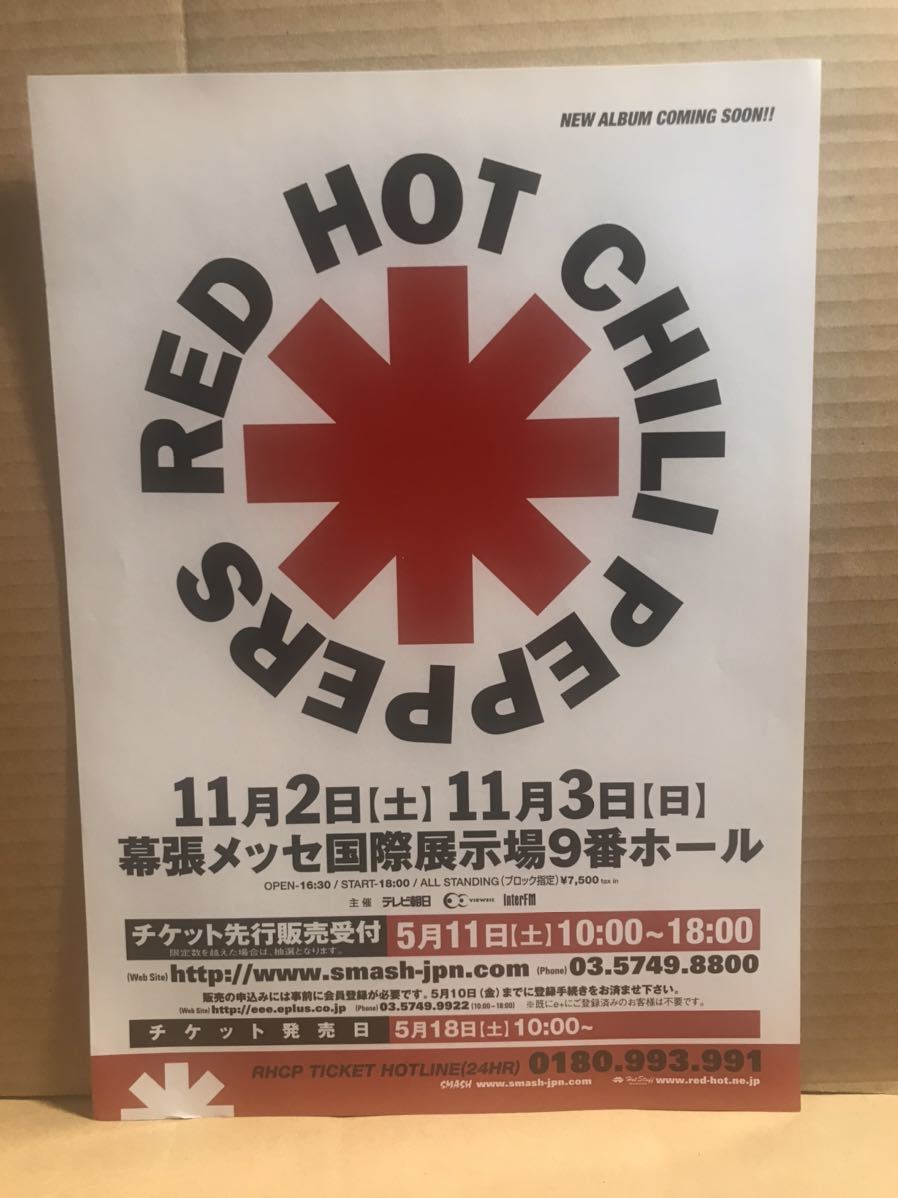 NEW ALBUM COMING SOON!!
RED HOT CHILI PEPPERS
11月2日【土】 11月3日【日】
幕張メッセ国際展示場9番ホール
OPEN-16:30 / START-18:00 / ALL STANDING (ブロック指定) ¥7,500 tax in
主催 テレビ朝日 VIEWSIC InterFM
チケット先行販売受付 5月11日【土】10:00~18:00
限定数を越えた場合は、抽選となります。
(Web Site) http://www.smash-jpn.com (Phone) 03.5749.8800
販売の申込みには事前に会員登録が必要です。5月10日(金)までに登録手続きをお済ませ下さい。
(Web Site) http://eee.eplus.co.jp (Phone) 03.5749.9922 (10:00~18:00) ※既にe+にご登録済みのお客様は不要です。
チケット発売日 5月18日【土】10:00~
RHCP TICKET HOTLINE(24HR) 0180.993.991
SMASH www.smash-jpn.com Hot Stuff www.red-hot.ne.jp